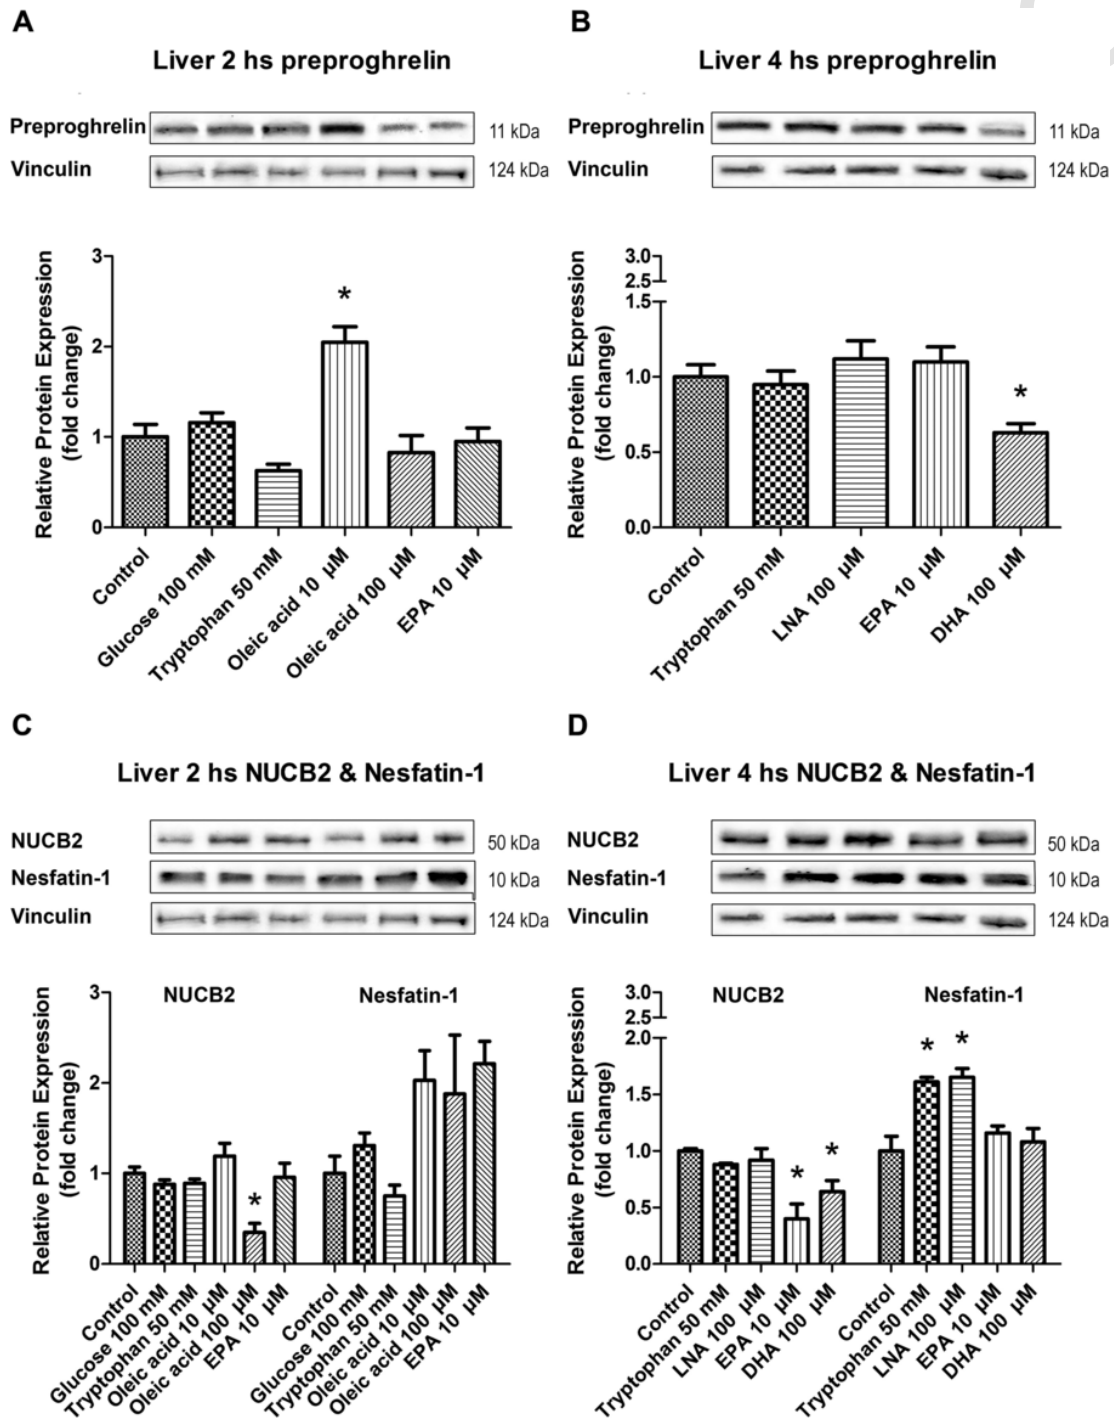 A
Liver 2 hs preproghrelin
Preproghrelin
11 kDa
Vinculin
124 kDa
Relative Protein Expression
(fold change)
3
2
1
0
*
Control
Glucose 100 mM
Tryptophan 50 mM
Oleic acid 10 µM
Oleic acid 100 µM
EPA 10 µM
B
Liver 4 hs preproghrelin
Preproghrelin
11 kDa
Vinculin
124 kDa
Relative Protein Expression
(fold change)
3.0
2.5
1.5
1.0
0.5
0.0
*
Control
Tryptophan 50 mM
LNA 100 µM
EPA 10 µM
DHA 100 µM
C
Liver 2 hs NUCB2 & Nesfatin-1
NUCB2
50 kDa
Nesfatin-1
10 kDa
Vinculin
124 kDa
Relative Protein Expression
(fold change)
3
2
1
0
NUCB2
Nesfatin-1
*
Control
Glucose 100 mM
Tryptophan 50 mM
Oleic acid 10 µM
Oleic acid 100 µM
EPA 10 µM
Control
Glucose 100 mM
Tryptophan 50 mM
Oleic acid 10 µM
Oleic acid 100 µM
EPA 10 µM
D
Liver 4 hs NUCB2 & Nesfatin-1
NUCB2
50 kDa
Nesfatin-1
10 kDa
Vinculin
124 kDa
Relative Protein Expression
(fold change)
3.0
2.5
2.0
1.5
1.0
0.5
0.0
NUCB2
Nesfatin-1
*
*
*
*
Control
Tryptophan 50 mM
LNA 100 µM
EPA 10 µM
DHA 100 µM
Control
Tryptophan 50 mM
LNA 100 µM
EPA 10 µM
DHA 100 µM